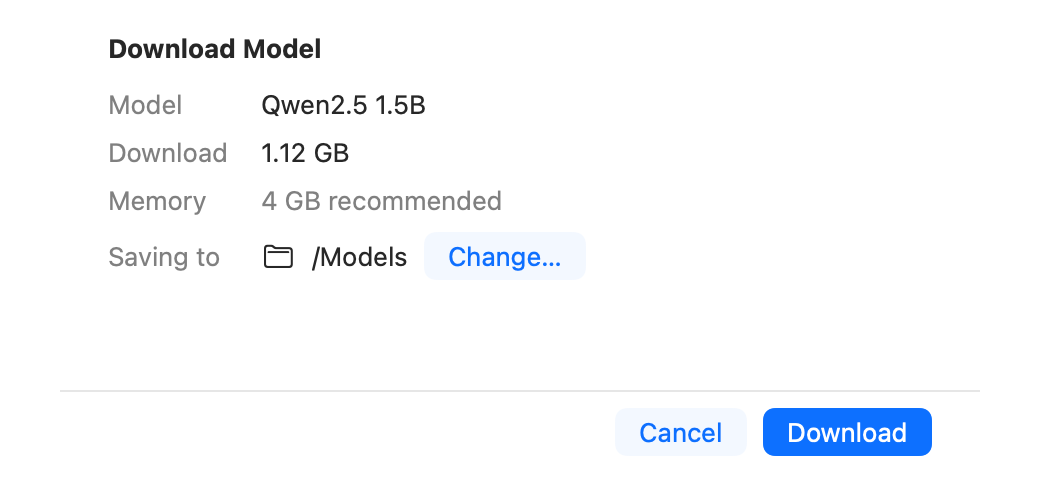 Download Model
Model Qwen2.5 1.5B
Download 1.12 GB
Memory 4 GB recommended
Saving to /Models Change...
Cancel Download